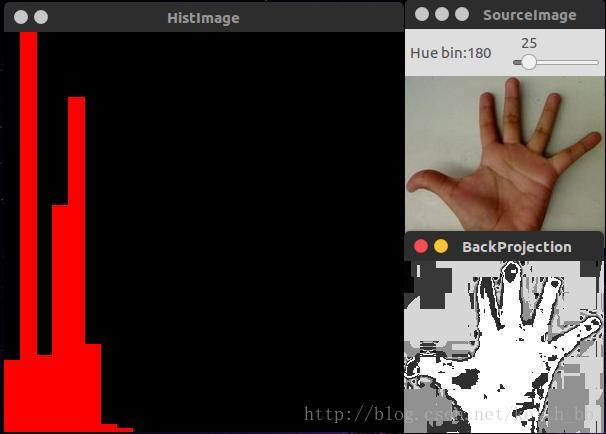 HistImage
SourceImage
Hue bin:180
25
BackProjection
http://blog.csdn.net/